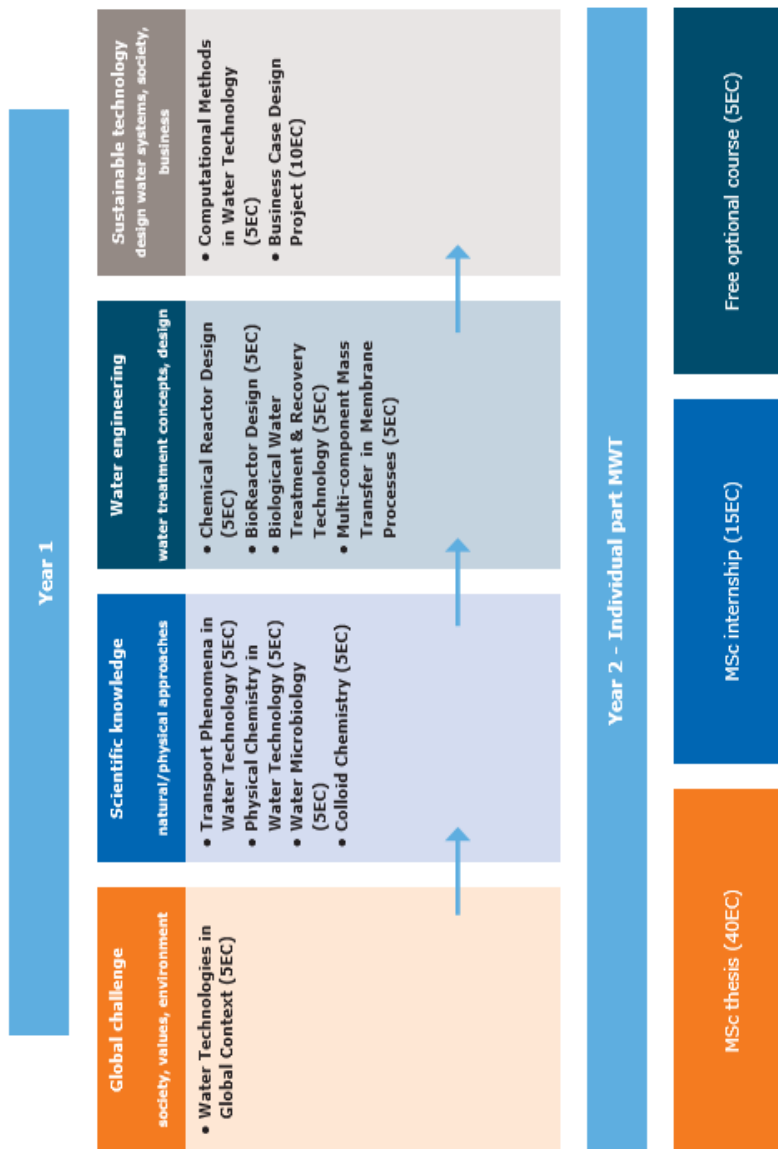 Year 1
Global challenge
society, values, environment
• Water Technologies in
Global Context (5EC)
Scientific knowledge
natural/physical approaches
• Transport Phenomena in
Water Technology (5EC)
• Physical Chemistry in
Water Technology (5EC)
• Water Microbiology
(5EC)
• Colloid Chemistry (5EC)
Water engineering
water treatment concepts, design
• Chemical Reactor Design
(5EC)
• BioReactor Design (5EC)
• Biological Water
Treatment & Recovery
Technology (5EC)
• Multi-component Mass
Transfer in Membrane
Processes (5EC)
Sustainable technology
design water systems, society,
business
• Computational Methods
in Water Technology
(5EC)
• Business Case Design
Project (10EC)
Year 2 - Individual part MWT
MSc thesis (40EC)
MSc internship (15EC)
Free optional course (5EC)